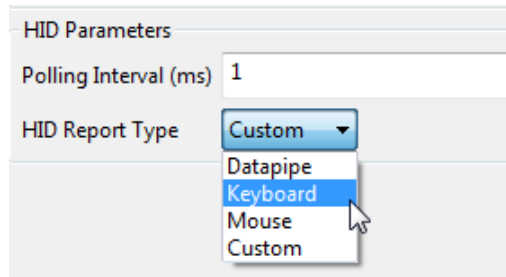 HID Parameters
Polling Interval (ms) 1
HID Report Type Custom
Datapipe
Keyboard
Mouse
Custom